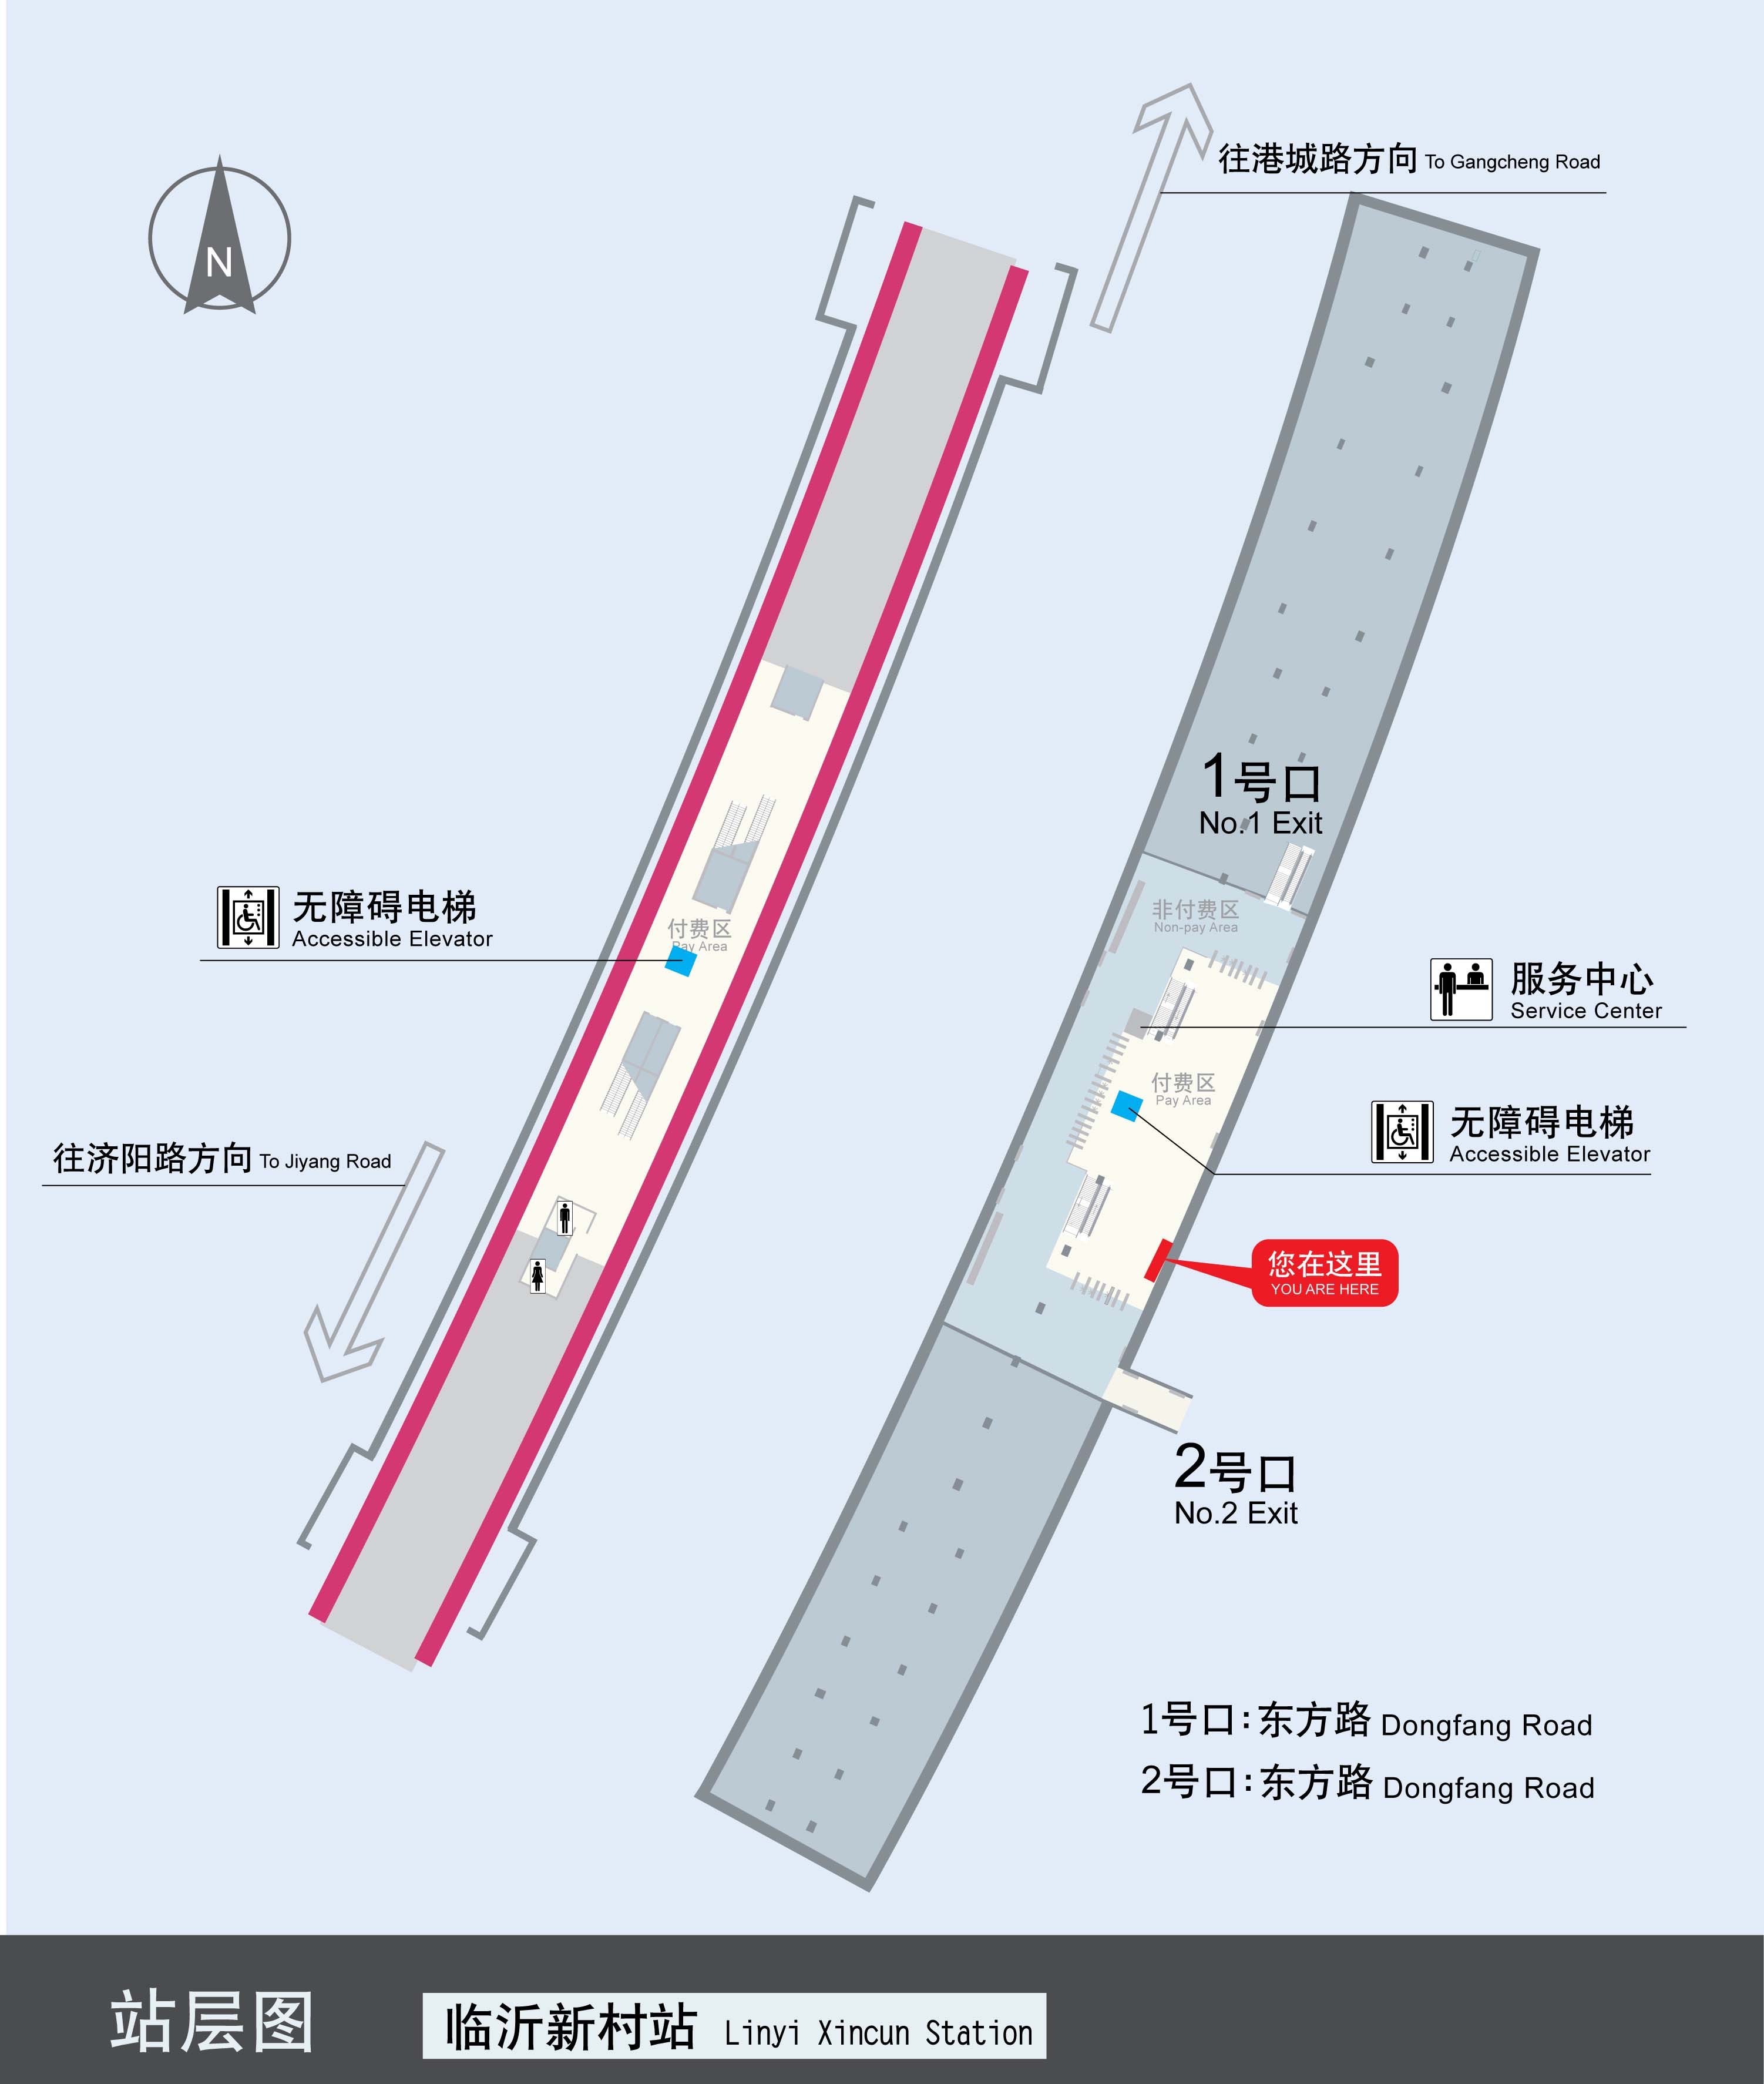 N
往港城路方向 To Gangcheng Road
1号口
No.1 Exit
无障碍电梯
Accessible Elevator
付费区
Pay Area
非付费区
Non-pay Area
服务中心
Service Center
付费区
Pay Area
无障碍电梯
Accessible Elevator
往济阳路方向 To Jiyang Road
您在这里
YOU ARE HERE
2号口
No.2 Exit
1号口：东方路 Dongfang Road
2号口：东方路 Dongfang Road
站层图
临沂新村站 Linyi Xincun Station